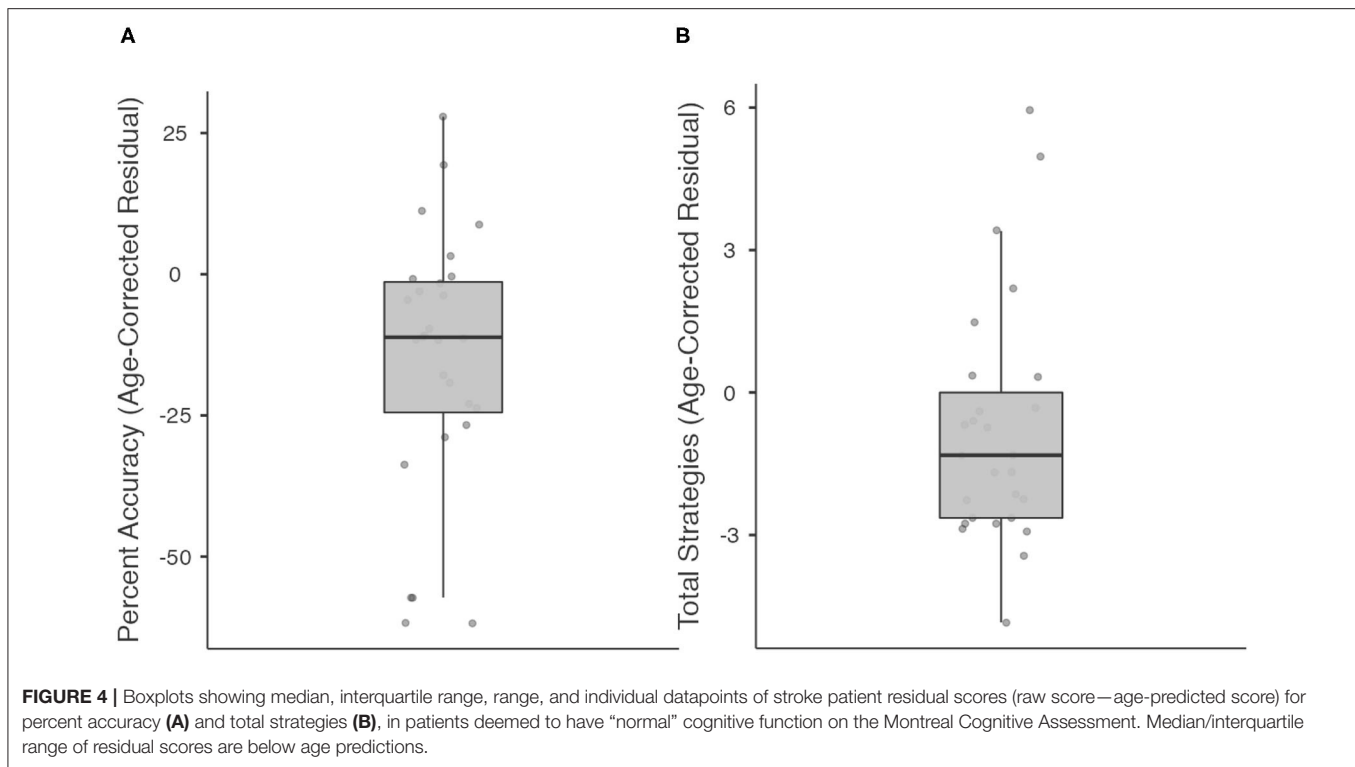 A
B
Percent Accuracy (Age-Corrected Residual)
25
0
-25
-50
Total Strategies (Age-Corrected Residual)
6
3
0
-3
FIGURE 4 | Boxplots showing median, interquartile range, range, and individual datapoints of stroke patient residual scores (raw score—age-predicted score) for
percent accuracy (A) and total strategies (B), in patients deemed to have “normal” cognitive function on the Montreal Cognitive Assessment. Median/interquartile
range of residual scores are below age predictions.